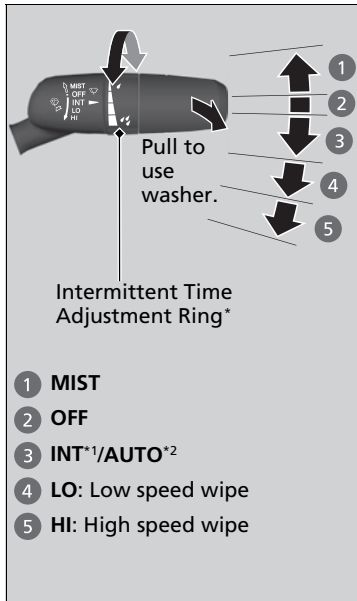 MIST
OFF
INT
LO
HI
1
2
3
4
5
Pull to
use
washer.
Intermittent Time
Adjustment Ring*
1 MIST
2 OFF
3 INT*1/AUTO*2
4 LO: Low speed wipe
5 HI: High speed wipe